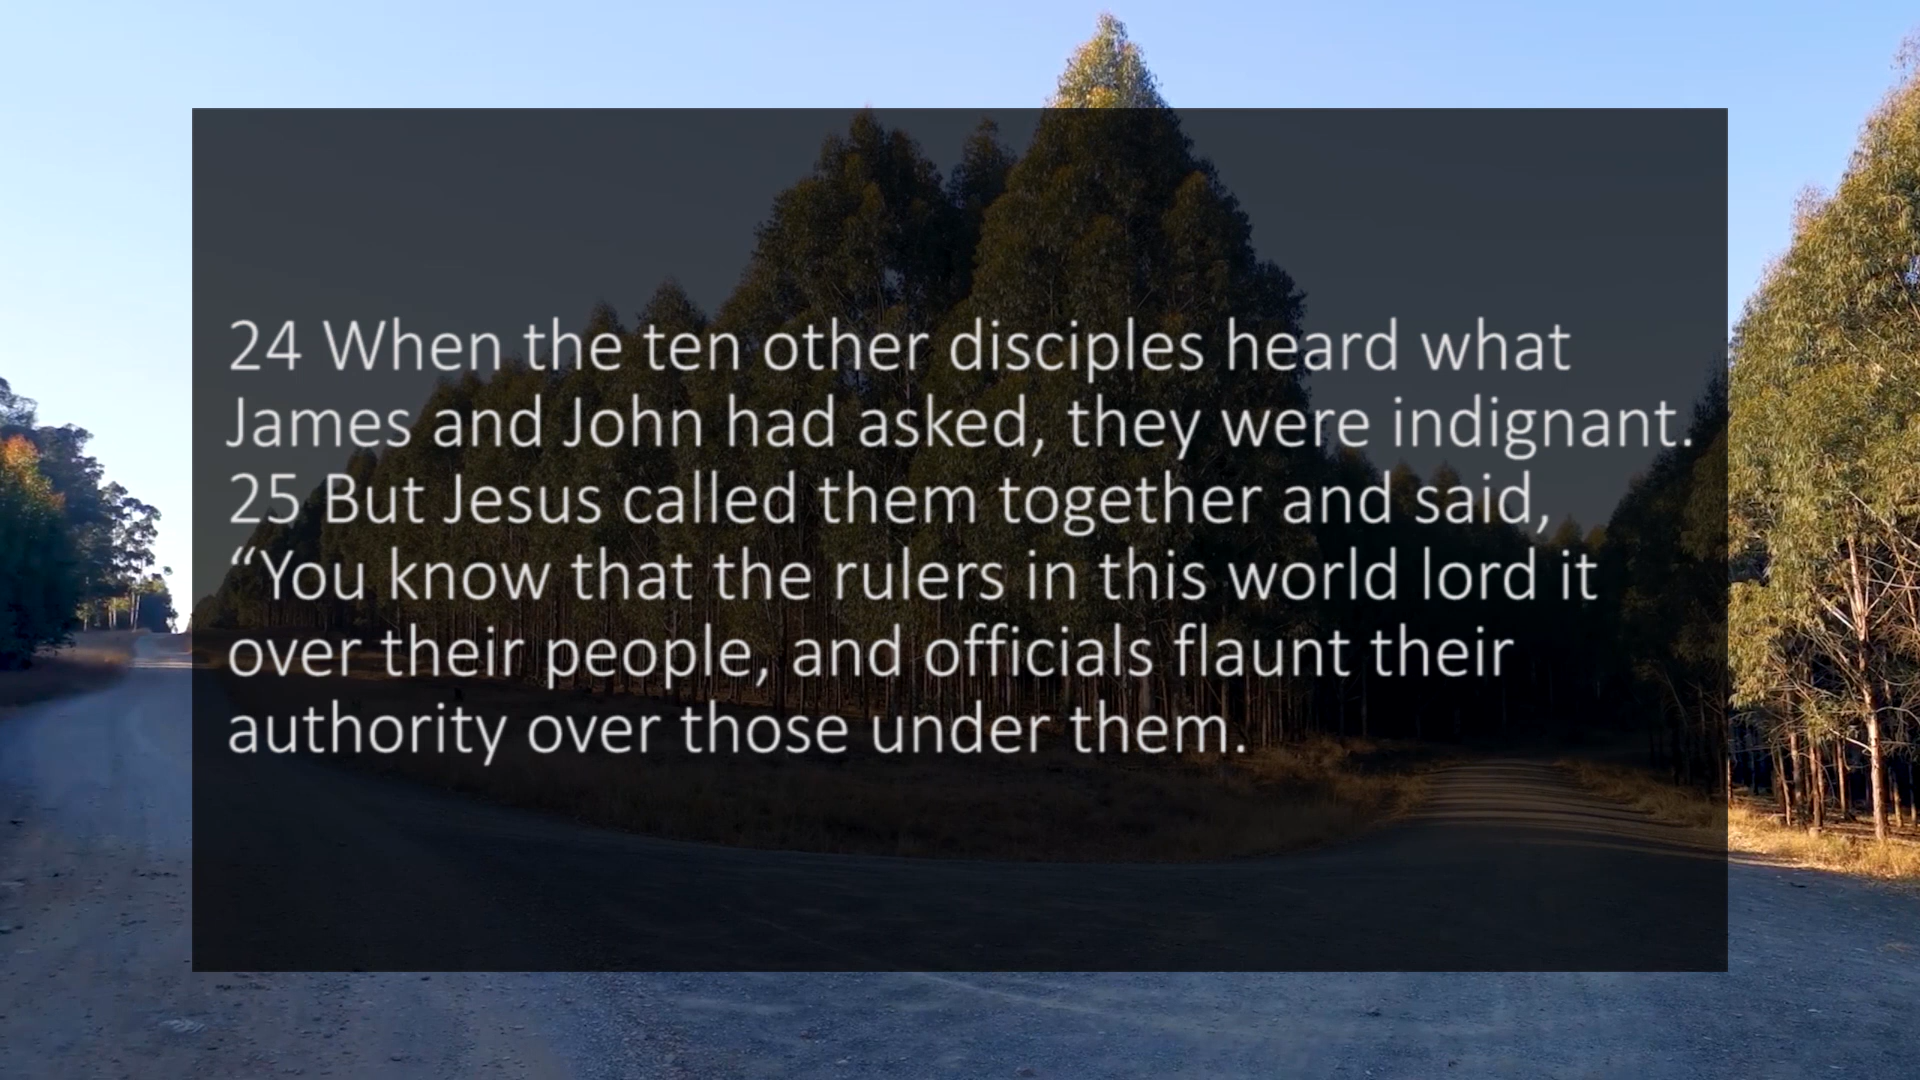 24 When the ten other disciples heard what
James and John had asked, they were indignant.
25 But Jesus called them together and said,
“You know that the rulers in this world lord it
over their people, and officials flaunt their
authority over those under them.